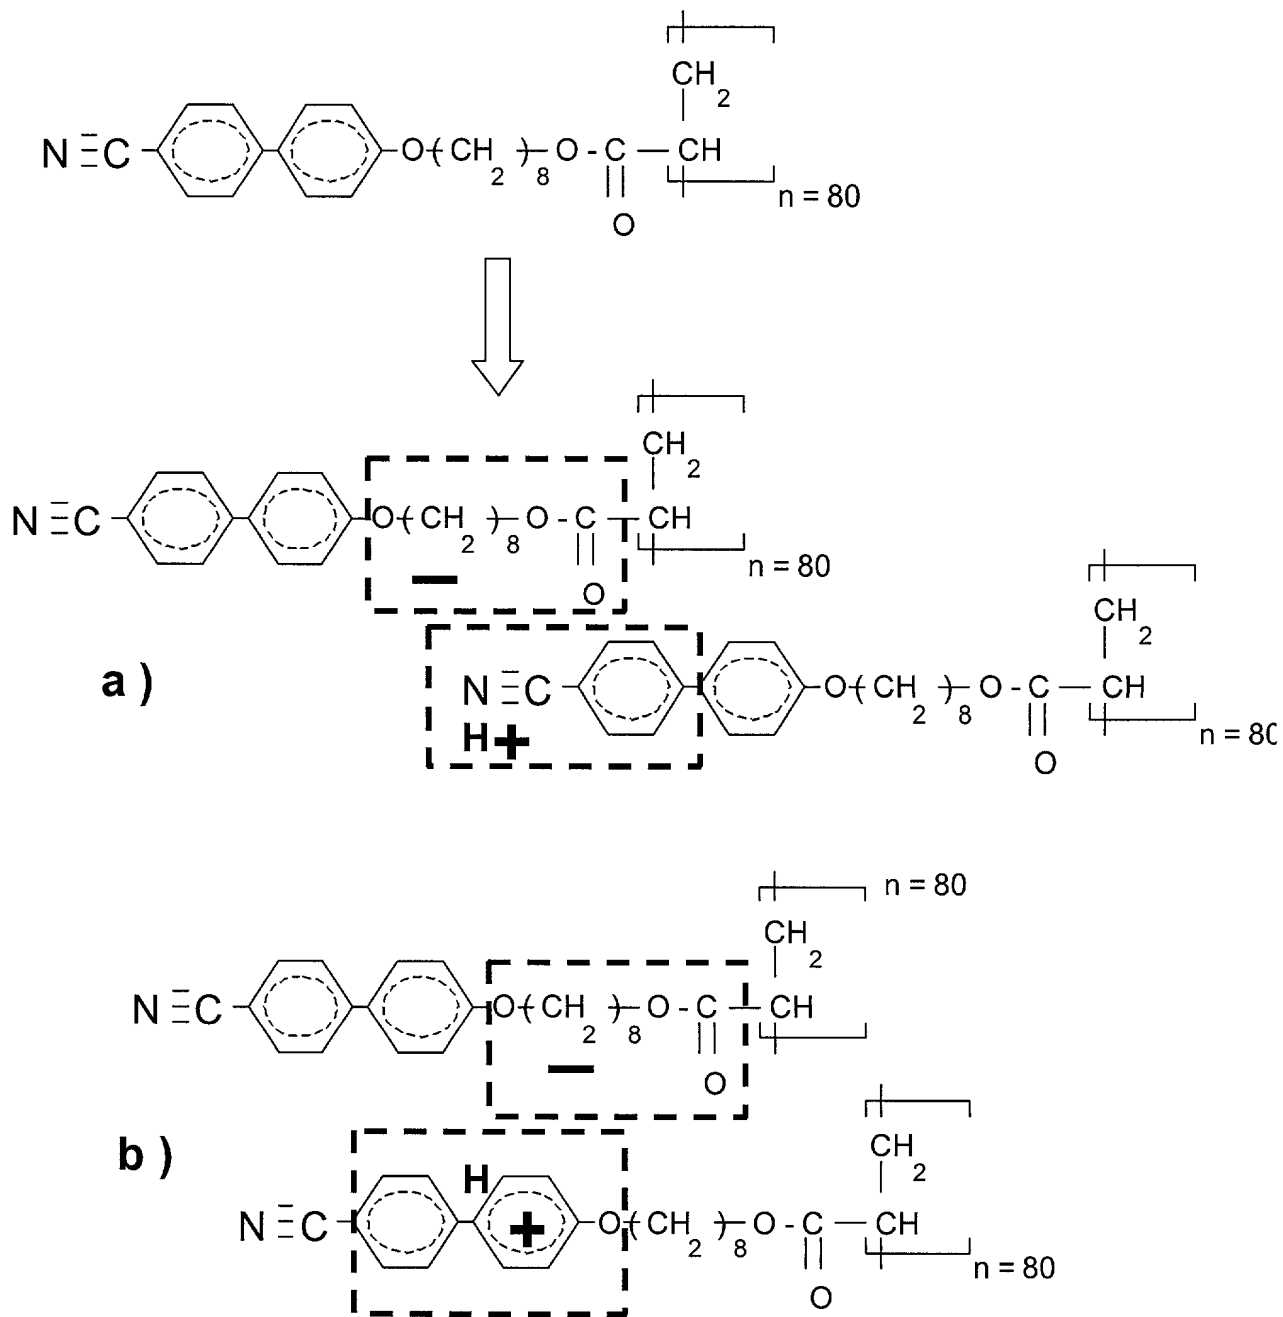 CH2
N≡C O(CH2)8O-C—CH
n = 80
O
CH2
N≡C O(CH2)8O-C—CH
n = 80
O
CH2
a )
N≡C O(CH2)8O-C—CH
H+
n = 80
O
n = 80
CH2
N≡C O(CH2)8O-C—CH
O
b )
CH2
H
N≡C + O(CH2)8O-C—CH
n = 80
O